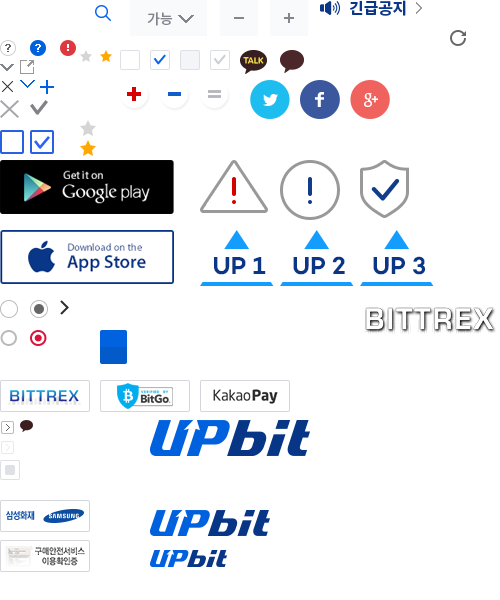 가능
긴급공지
TALK
Get it on
Google play
Download on the
App Store
UP 1
UP 2
UP 3
BITTREX
BITTREX
VERIFIED BY
BitGo
KakaoPay
UPbit
삼성화재
SAMSUNG
UPbit
구매안전서비스
이용확인증
UPbit